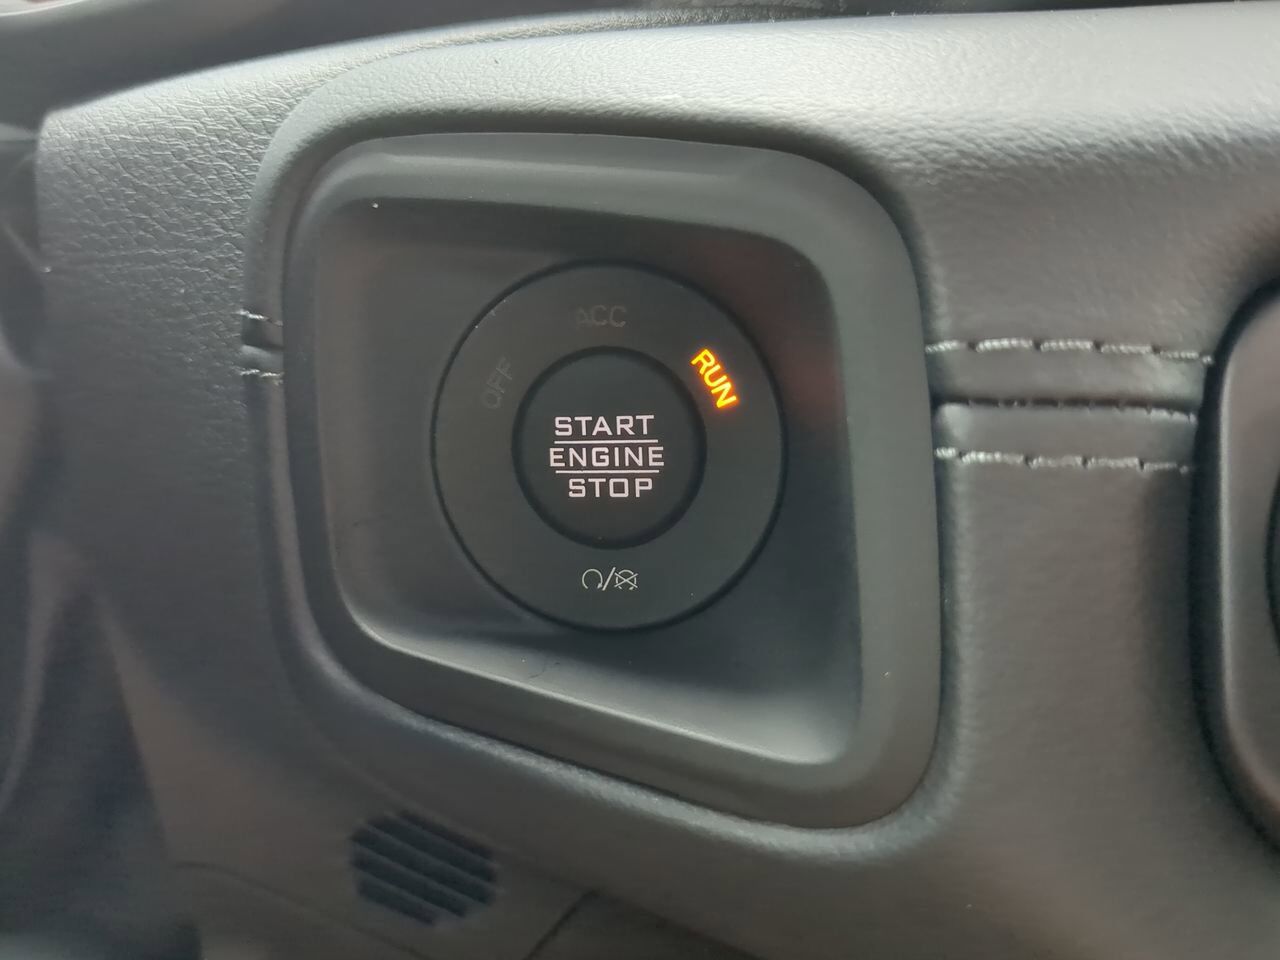 ACC
OFF
RUN
START
ENGINE
STOP